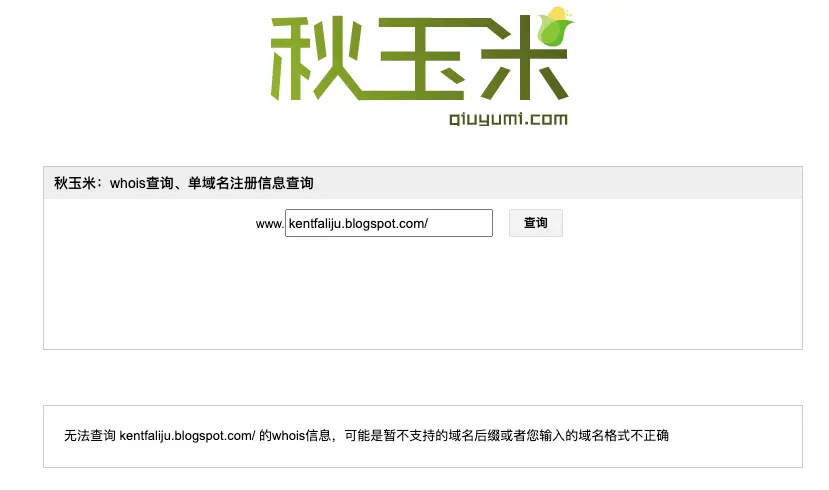 秋玉米
qiuyumi.com
秋玉米：whois查询、单域名注册信息查询
www. kentfaliju.blogspot.com/ 查询
无法查询 kentfaliju.blogspot.com/ 的whois信息，可能是暂不支持的域名后缀或者您输入的域名格式不正确